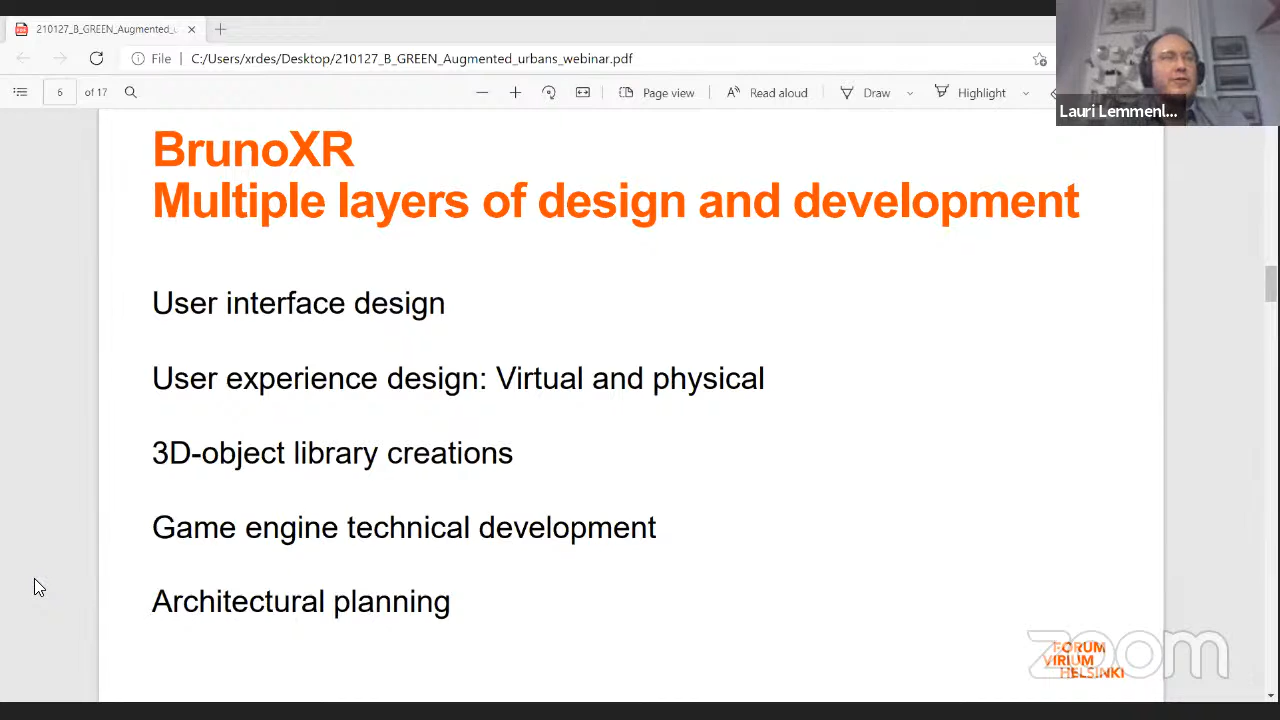 210127_B_GREEN_Augmented_u
File
C:/Users/xrdes/Desktop/210127_B_GREEN_Augmented_urbans_webinar.pdf
6 of 17
Page view
Read aloud
Draw
Highlight
Lauri Lemmenl...
BrunoXR
Multiple layers of design and development
User interface design
User experience design: Virtual and physical
3D-object library creations
Game engine technical development
Architectural planning
FORUM
VIRIUM
HELSINKI
zoom